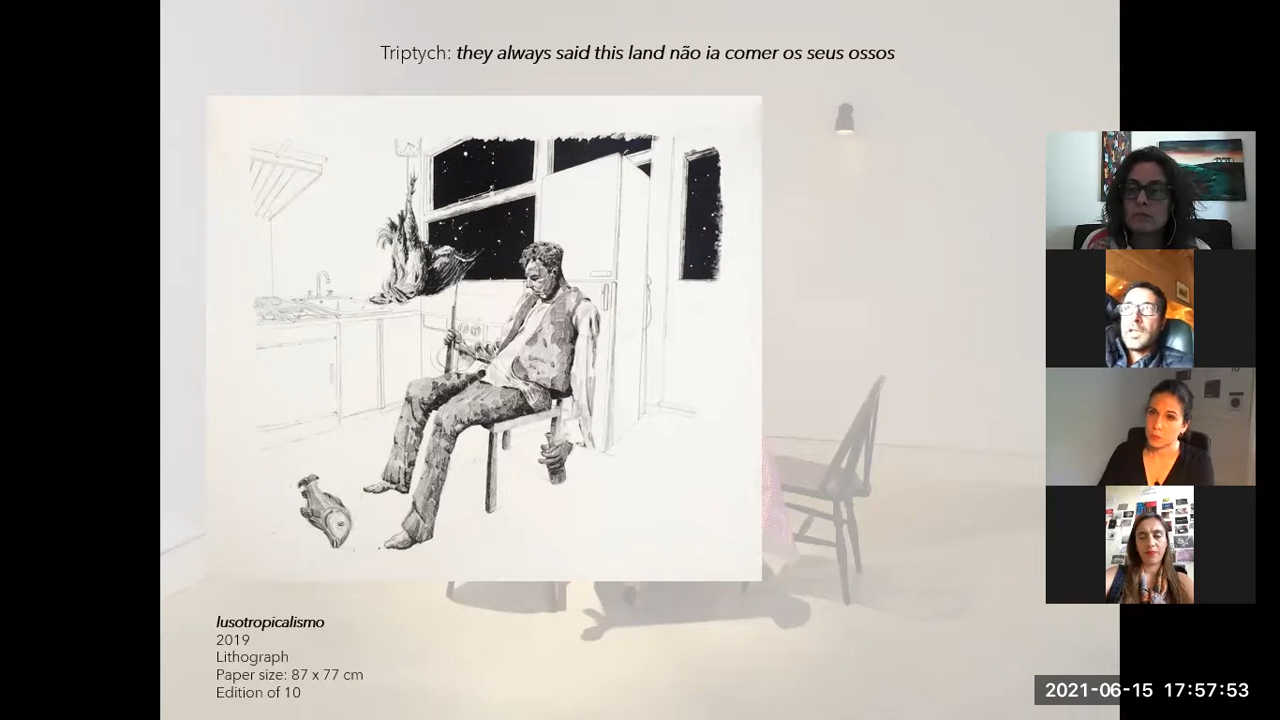 Triptych: they always said this land não ia comer os seus ossos
lusotropicalismo
2019
Lithograph
Paper size: 87 x 77 cm
Edition of 10
2021-06-15 17:57:53